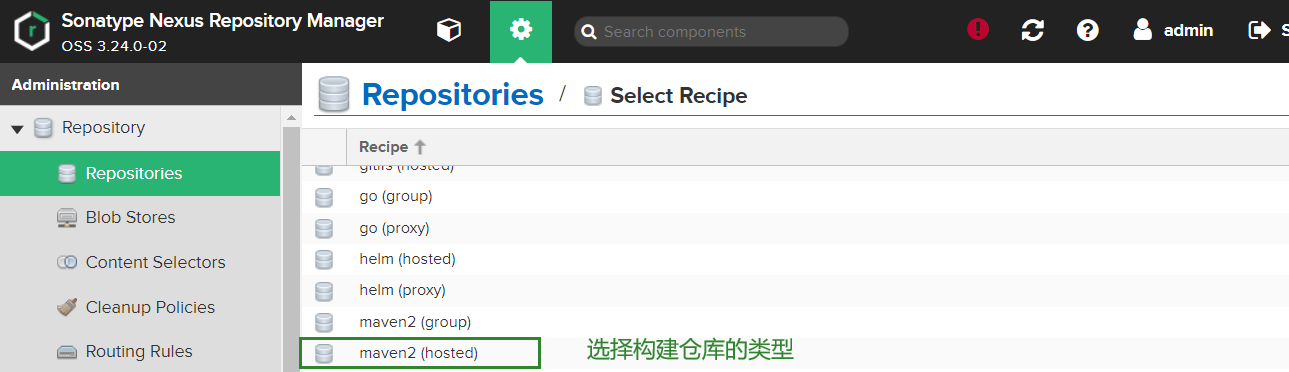 Sonatype Nexus Repository Manager
OSS 3.24.0-02
Search components
admin
S
Administration
Repositories / Select Recipe
Repository
Recipe
Repositories
gitlfs (hosted)
go (group)
Blob Stores
go (proxy)
Content Selectors
helm (hosted)
helm (proxy)
Cleanup Policies
maven2 (group)
Routing Rules
maven2 (hosted)
选择构建仓库的类型